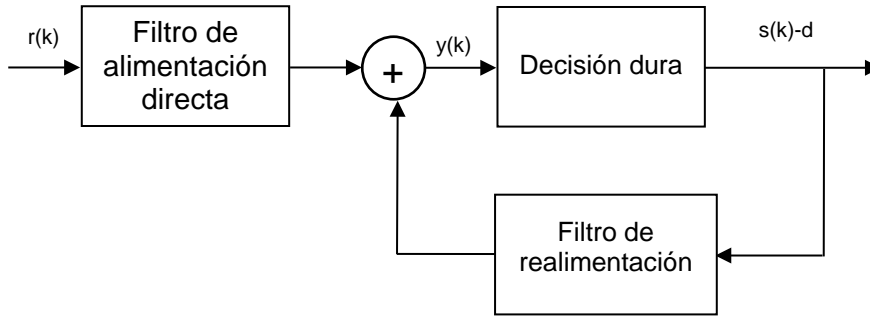 r(k)
Filtro de
alimentación
directa
+
y(k)
Decisión dura
s(k)-d
Filtro de
realimentación